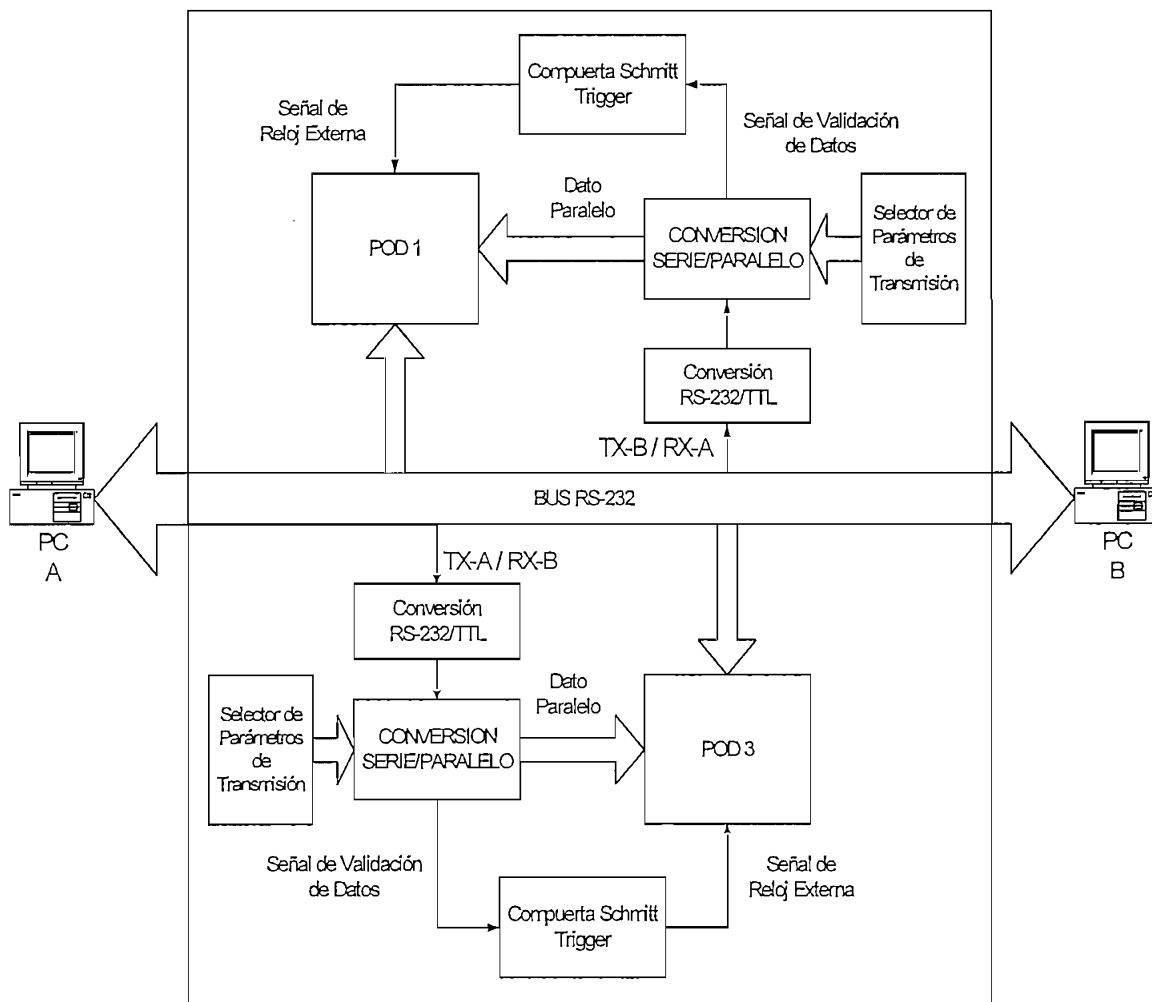 Compuerta Schmitt
Trigger
Señal de
Reloj Externa
Señal de Validación
de Datos
Dato
Paralelo
POD 1
CONVERSION
SERIE/PARALELO
Selector de
Parámetros
de
Transmisión
Conversión
RS-232/TTL
TX-B / RX-A
BUS RS-232
PC
A
PC
B
TX-A / RX-B
Conversión
RS-232/TTL
Selector de
Parámetros
de
Transmisión
CONVERSION
SERIE/PARALELO
Dato
Paralelo
POD 3
Señal de Validación
de Datos
Señal de
Reloj Externa
Compuerta Schmitt
Trigger